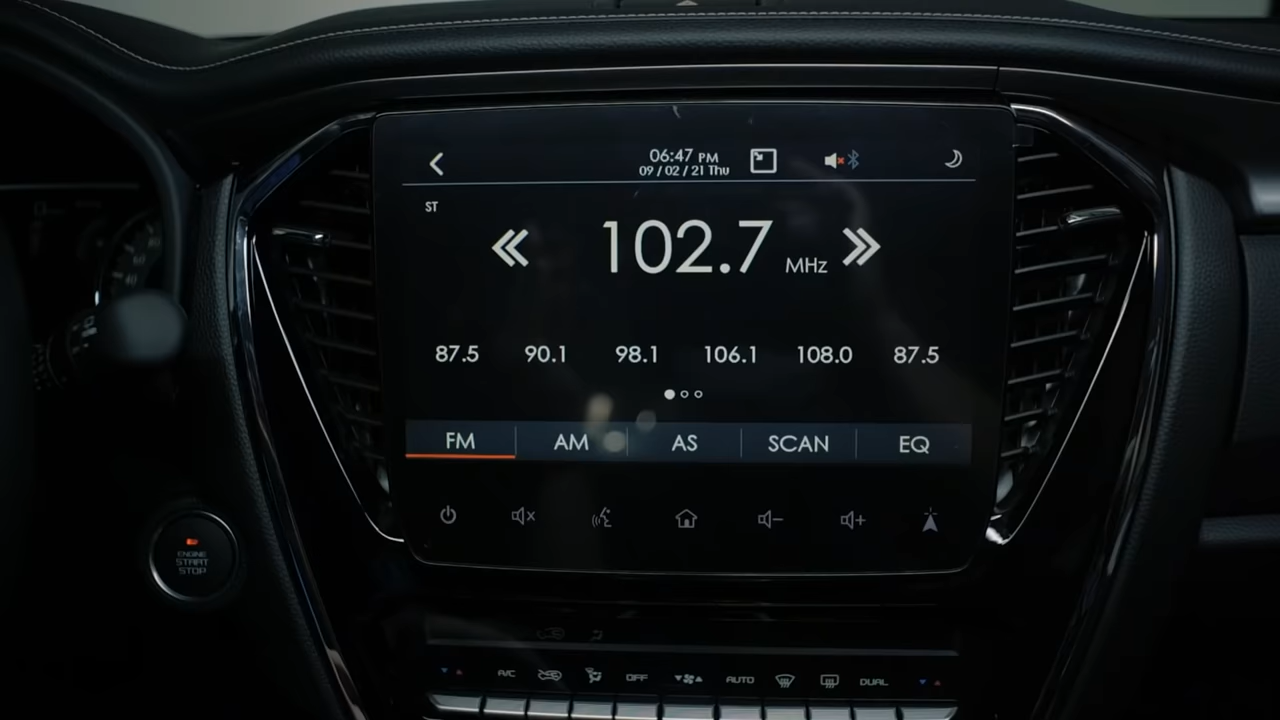 06:47 PM
09 / 02 / 21 Thu
ST
102.7 MHz
87.5 90.1 98.1 106.1 108.0 87.5
FM AM AS SCAN EQ
ENGINE
START
STOP
A/C OFF AUTO DUAL